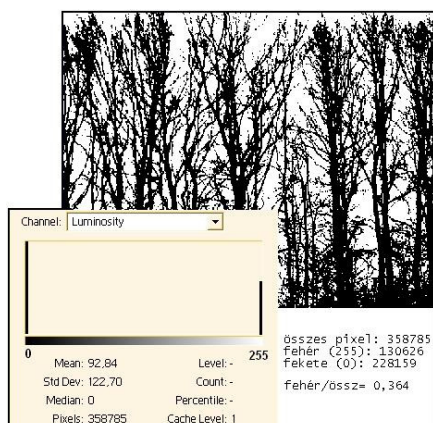 Channel: Luminosity
0 255
Mean: 92,84 Level: -
Std Dev: 122,70 Count: -
Median: 0 Percentile: -
Pixels: 358785 Cache Level: 1
összes pixel: 358785
fehér (255): 130626
fekete (0): 228159
fehér/össz= 0,364